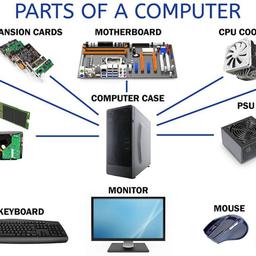 PARTS OF A COMPUTER
ANSION CARDS
MOTHERBOARD
CPU COO
COMPUTER CASE
PSU
KEYBOARD
MONITOR
MOUSE